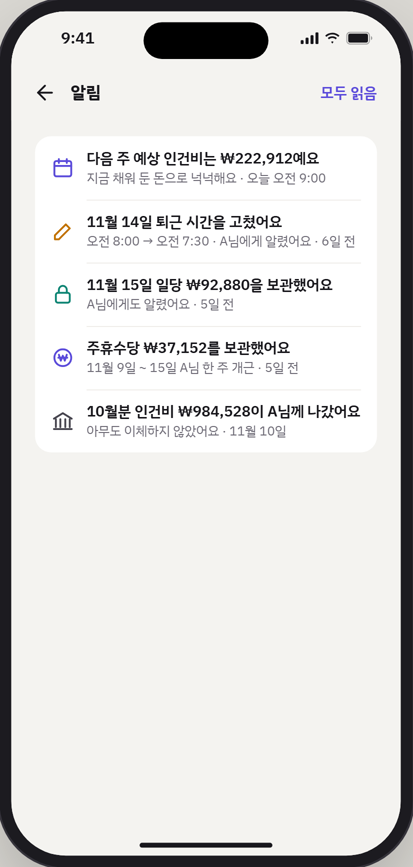 9:41
알림
모두 읽음
다음 주 예상 인건비는 ₩222,912예요
지금 채워 둔 돈으로 넉넉해요 · 오늘 오전 9:00
11월 14일 퇴근 시간을 고쳤어요
오전 8:00 → 오전 7:30 · A님에게 알렸어요 · 6일 전
11월 15일 일당 ₩92,880을 보관했어요
A님에게도 알렸어요 · 5일 전
주휴수당 ₩37,152를 보관했어요
11월 9일 ~ 15일 A님 한 주 개근 · 5일 전
10월분 인건비 ₩984,528이 A님께 나갔어요
아무도 이체하지 않았어요 · 11월 10일